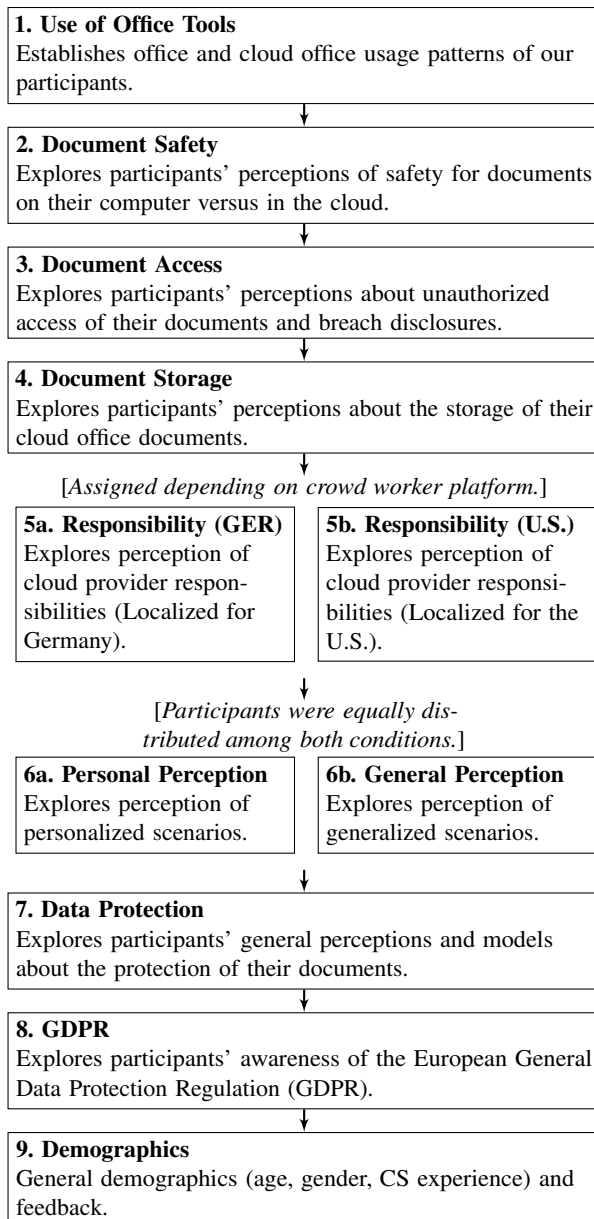 1. Use of Office Tools
Establishes office and cloud office usage patterns of our
participants.
2. Document Safety
Explores participants’ perceptions of safety for documents
on their computer versus in the cloud.
3. Document Access
Explores participants’ perceptions about unauthorized
access of their documents and breach disclosures.
4. Document Storage
Explores participants’ perceptions about the storage of their
cloud office documents.
[Assigned depending on crowd worker platform.]
5a. Responsibility (GER)
Explores perception of
cloud provider respon-
sibilities (Localized for
Germany).
5b. Responsibility (U.S.)
Explores perception of
cloud provider responsi-
bilities (Localized for the
U.S.).
[Participants were equally dis-
tributed among both conditions.]
6a. Personal Perception
Explores perception of
personalized scenarios.
6b. General Perception
Explores perception of
generalized scenarios.
7. Data Protection
Explores participants’ general perceptions and models
about the protection of their documents.
8. GDPR
Explores participants’ awareness of the European General
Data Protection Regulation (GDPR).
9. Demographics
General demographics (age, gender, CS experience) and
feedback.